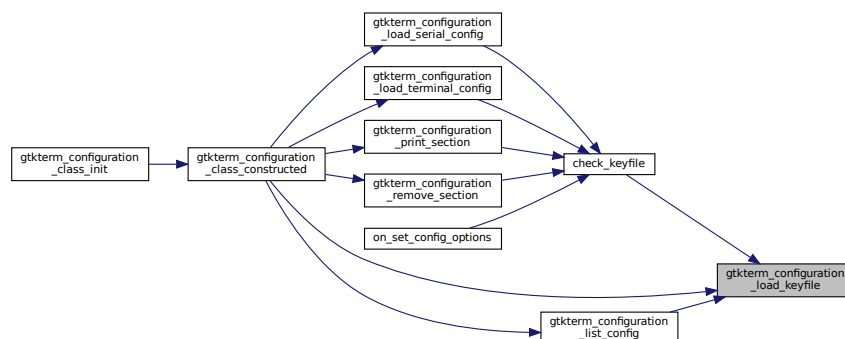 gtkterm_configuration
_load_serial_config
gtkterm_configuration
_load_terminal_config
gtkterm_configuration
_print_section
gtkterm_configuration
_class_init
gtkterm_configuration
_class_constructed
check_keyfile
gtkterm_configuration
_remove_section
on_set_config_options
gtkterm_configuration
_load_keyfile
gtkterm_configuration
_list_config